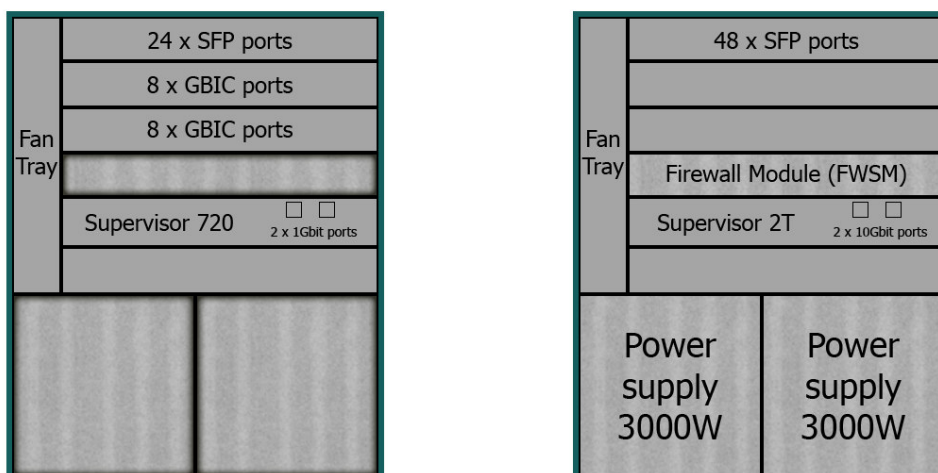 24 x SFP ports
8 x GBIC ports
8 x GBIC ports
Fan
Tray
Supervisor 720
2 x 1Gbit ports
48 x SFP ports
Fan
Tray
Firewall Module (FWSM)
Supervisor 2T
2 x 10Gbit ports
Power
supply
3000W
Power
supply
3000W